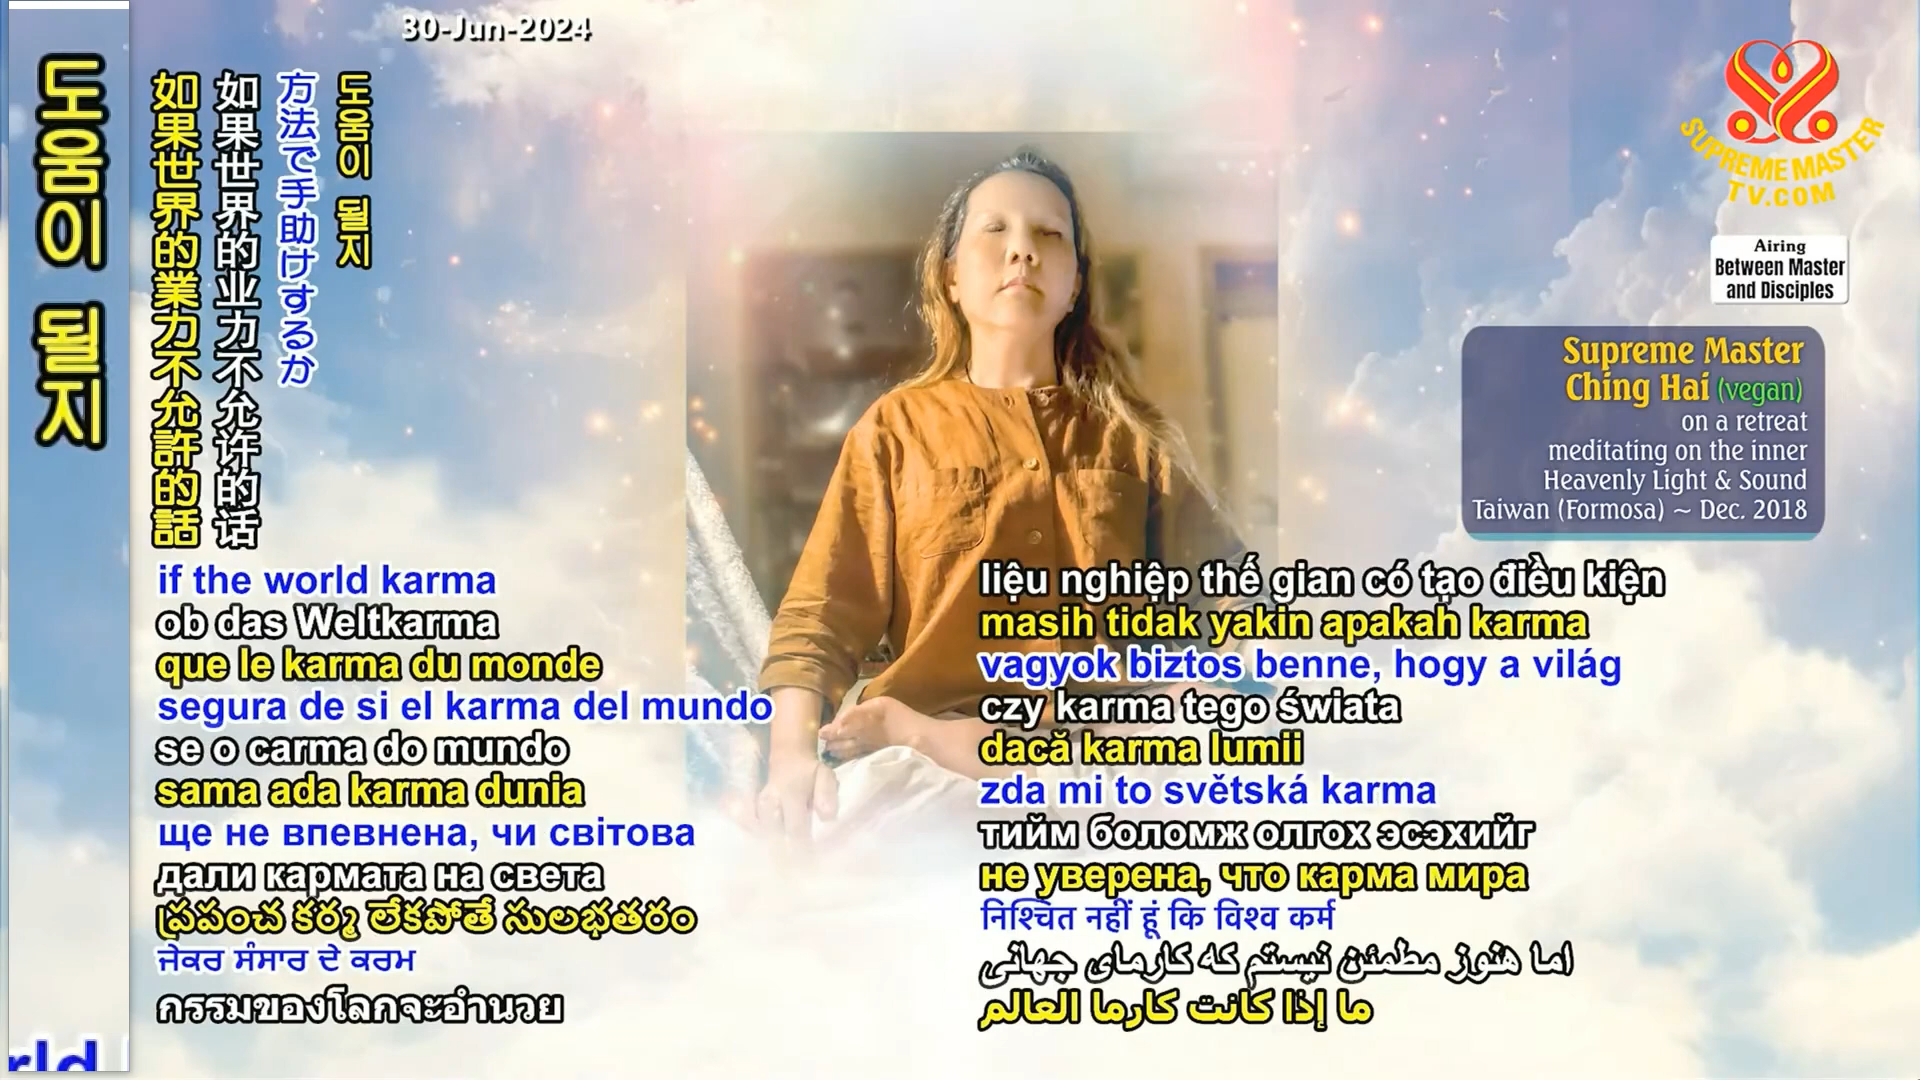 30-Jun-2024
도움이 될지
如果世界的業力不允許的話
如果世界的业力不允许的话
方法で手助けするか
도움이 될지
SUPREME MASTER
TV.COM
Airing
Between Master
and Disciples
Supreme Master
Ching Hai (vegan)
on a retreat
meditating on the inner
Heavenly Light & Sound
Taiwan (Formosa) ~ Dec. 2018
if the world karma
ob das Weltkarma
que le karma du monde
segura de si el karma del mundo
se o carma do mundo
sama ada karma dunia
ще не впевнена, чи світова
дали кармата на света
ప్రపంచ కర్మ లేకపోతే సులభతరం
ਜੇਕਰ ਸੰਸਾਰ ਦੇ ਕਰਮ
กรรมของโลกจะอำนวย
liệu nghiệp thế gian có tạo điều kiện
masih tidak yakin apakah karma
vagyok biztos benne, hogy a világ
czy karma tego świata
dacă karma lumii
zda mi to světská karma
тийм боломж олгох эсэхийг
не уверена, что карма мира
निश्चित नहीं हूं कि विश्व कर्म
اما هنوز مطمئن نیستم که کارمای جهانی
ما إذا كانت كارما العالم